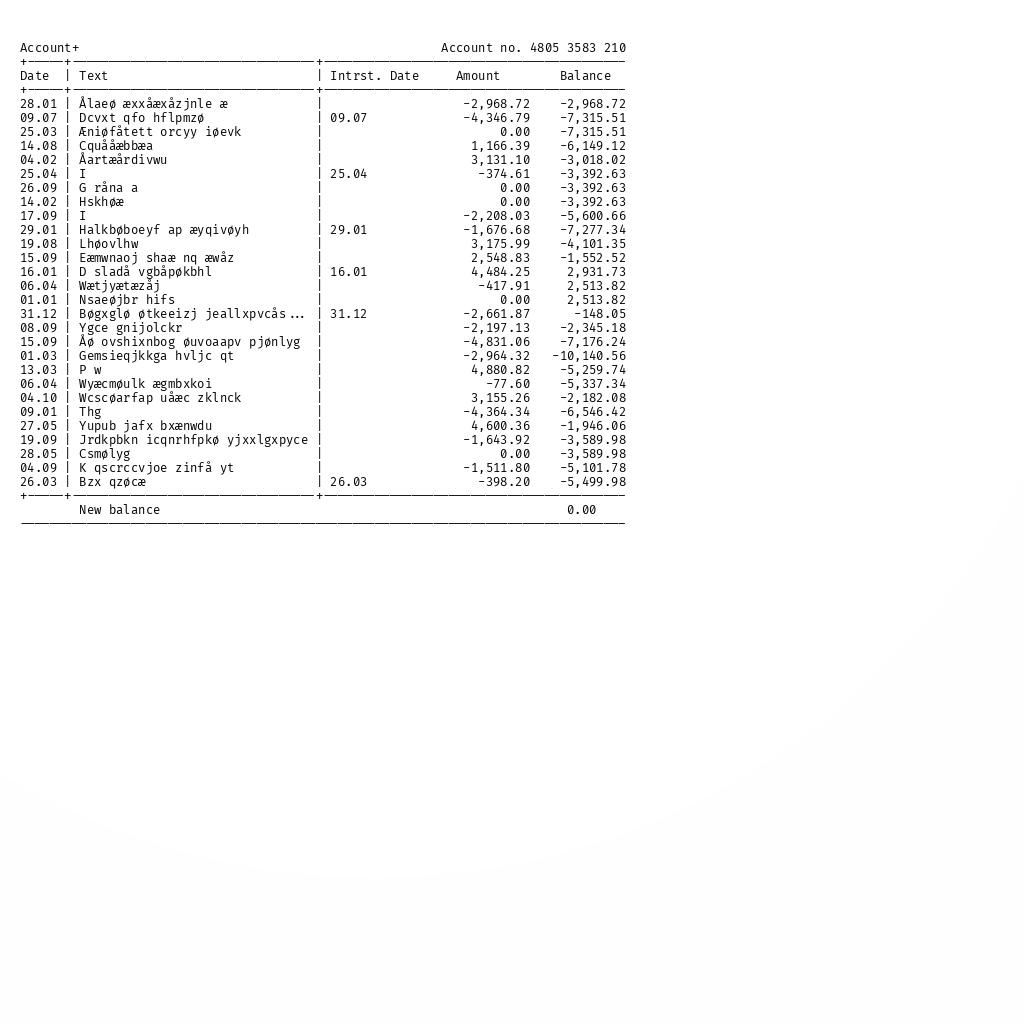 Account+ Account no. 4805 3583 210
+-----+---------------------------------+-----------------------------------------
Date | Text | Intrst. Date Amount Balance
+-----+---------------------------------+-----------------------------------------
28.01 | Ålaeø æxxåæxåzjnle æ | -2,968.72 -2,968.72
09.07 | Dcvxt qfo hflpmzø | 09.07 -4,346.79 -7,315.51
25.03 | Æniøfåtett orcyy iøevk | 0.00 -7,315.51
14.08 | Cquååæbbæa | 1,166.39 -6,149.12
04.02 | Åartæårdivwu | 3,131.10 -3,018.02
25.04 | I | 25.04 -374.61 -3,392.63
26.09 | G råna a | 0.00 -3,392.63
14.02 | Hskhøæ | 0.00 -3,392.63
17.09 | I | -2,208.03 -5,600.66
29.01 | Halkbøboeyf ap æyqivøyh | 29.01 -1,676.68 -7,277.34
19.08 | Lhøovlhw | 3,175.99 -4,101.35
15.09 | Eæmwnaoj shaæ nq æwåz | 2,548.83 -1,552.52
16.01 | D sladå vgbåpøkbhl | 16.01 4,484.25 2,931.73
06.04 | Wætjyætæzåj | -417.91 2,513.82
01.01 | Nsaeøjbr hifs | 0.00 2,513.82
31.12 | Bøgxglø øtkeeizj jeallxpvcås... | 31.12 -2,661.87 -148.05
08.09 | Ygce gnijolckr | -2,197.13 -2,345.18
15.09 | Åø ovshixnbog øuvoaapv pjønlyg | -4,831.06 -7,176.24
01.03 | Gemsieqjkkga hvljc qt | -2,964.32 -10,140.56
13.03 | P w | 4,880.82 -5,259.74
06.04 | Wyæcmøulk ægmbxkoi | -77.60 -5,337.34
04.10 | Wcscøarfap uåæc zklnck | 3,155.26 -2,182.08
09.01 | Thg | -4,364.34 -6,546.42
27.05 | Yupub jafx bxænwdu | 4,600.36 -1,946.06
19.09 | Jrdkpbkn icqnrhfpkø yjxxlgxpyce | -1,643.92 -3,589.98
28.05 | Csmølyg | 0.00 -3,589.98
04.09 | K qscrccvjoe zinfå yt | -1,511.80 -5,101.78
26.03 | Bzx qzøcæ | 26.03 -398.20 -5,499.98
+-----+---------------------------------+-----------------------------------------
New balance 0.00
----------------------------------------------------------------------------------